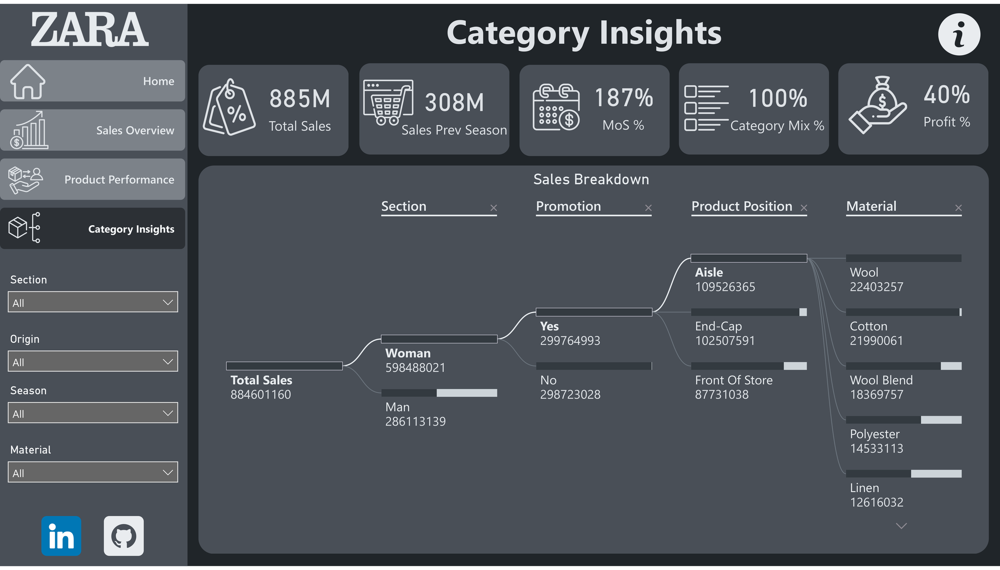 ZARA
Category Insights
Home
Sales Overview
Product Performance
Category Insights
Section
All
Origin
All
Season
All
Material
All
in
885M
Total Sales
308M
Sales Prev Season
187%
MoS %
100%
Category Mix %
40%
Profit %
Sales Breakdown
Section
Promotion
Product Position
Material
Total Sales
884601160
Woman
598488021
Man
286113139
Yes
299764993
No
298723028
Aisle
109526365
End-Cap
102507591
Front Of Store
87731038
Wool
22403257
Cotton
21990061
Wool Blend
18369757
Polyester
14533113
Linen
12616032